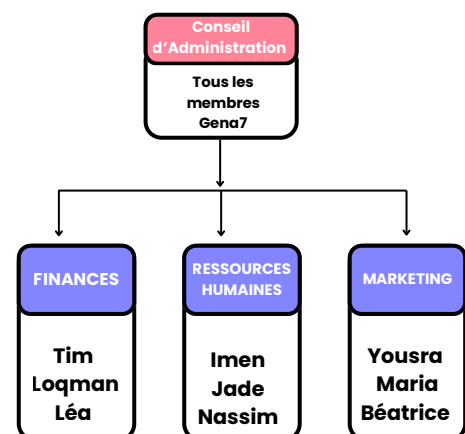 Conseil
d'Administration
Tous les
membres
Gena7
FINANCES
Tim
Loqman
Léa
RESSOURCES
HUMAINES
Imen
Jade
Nassim
MARKETING
Yousra
Maria
Béatrice